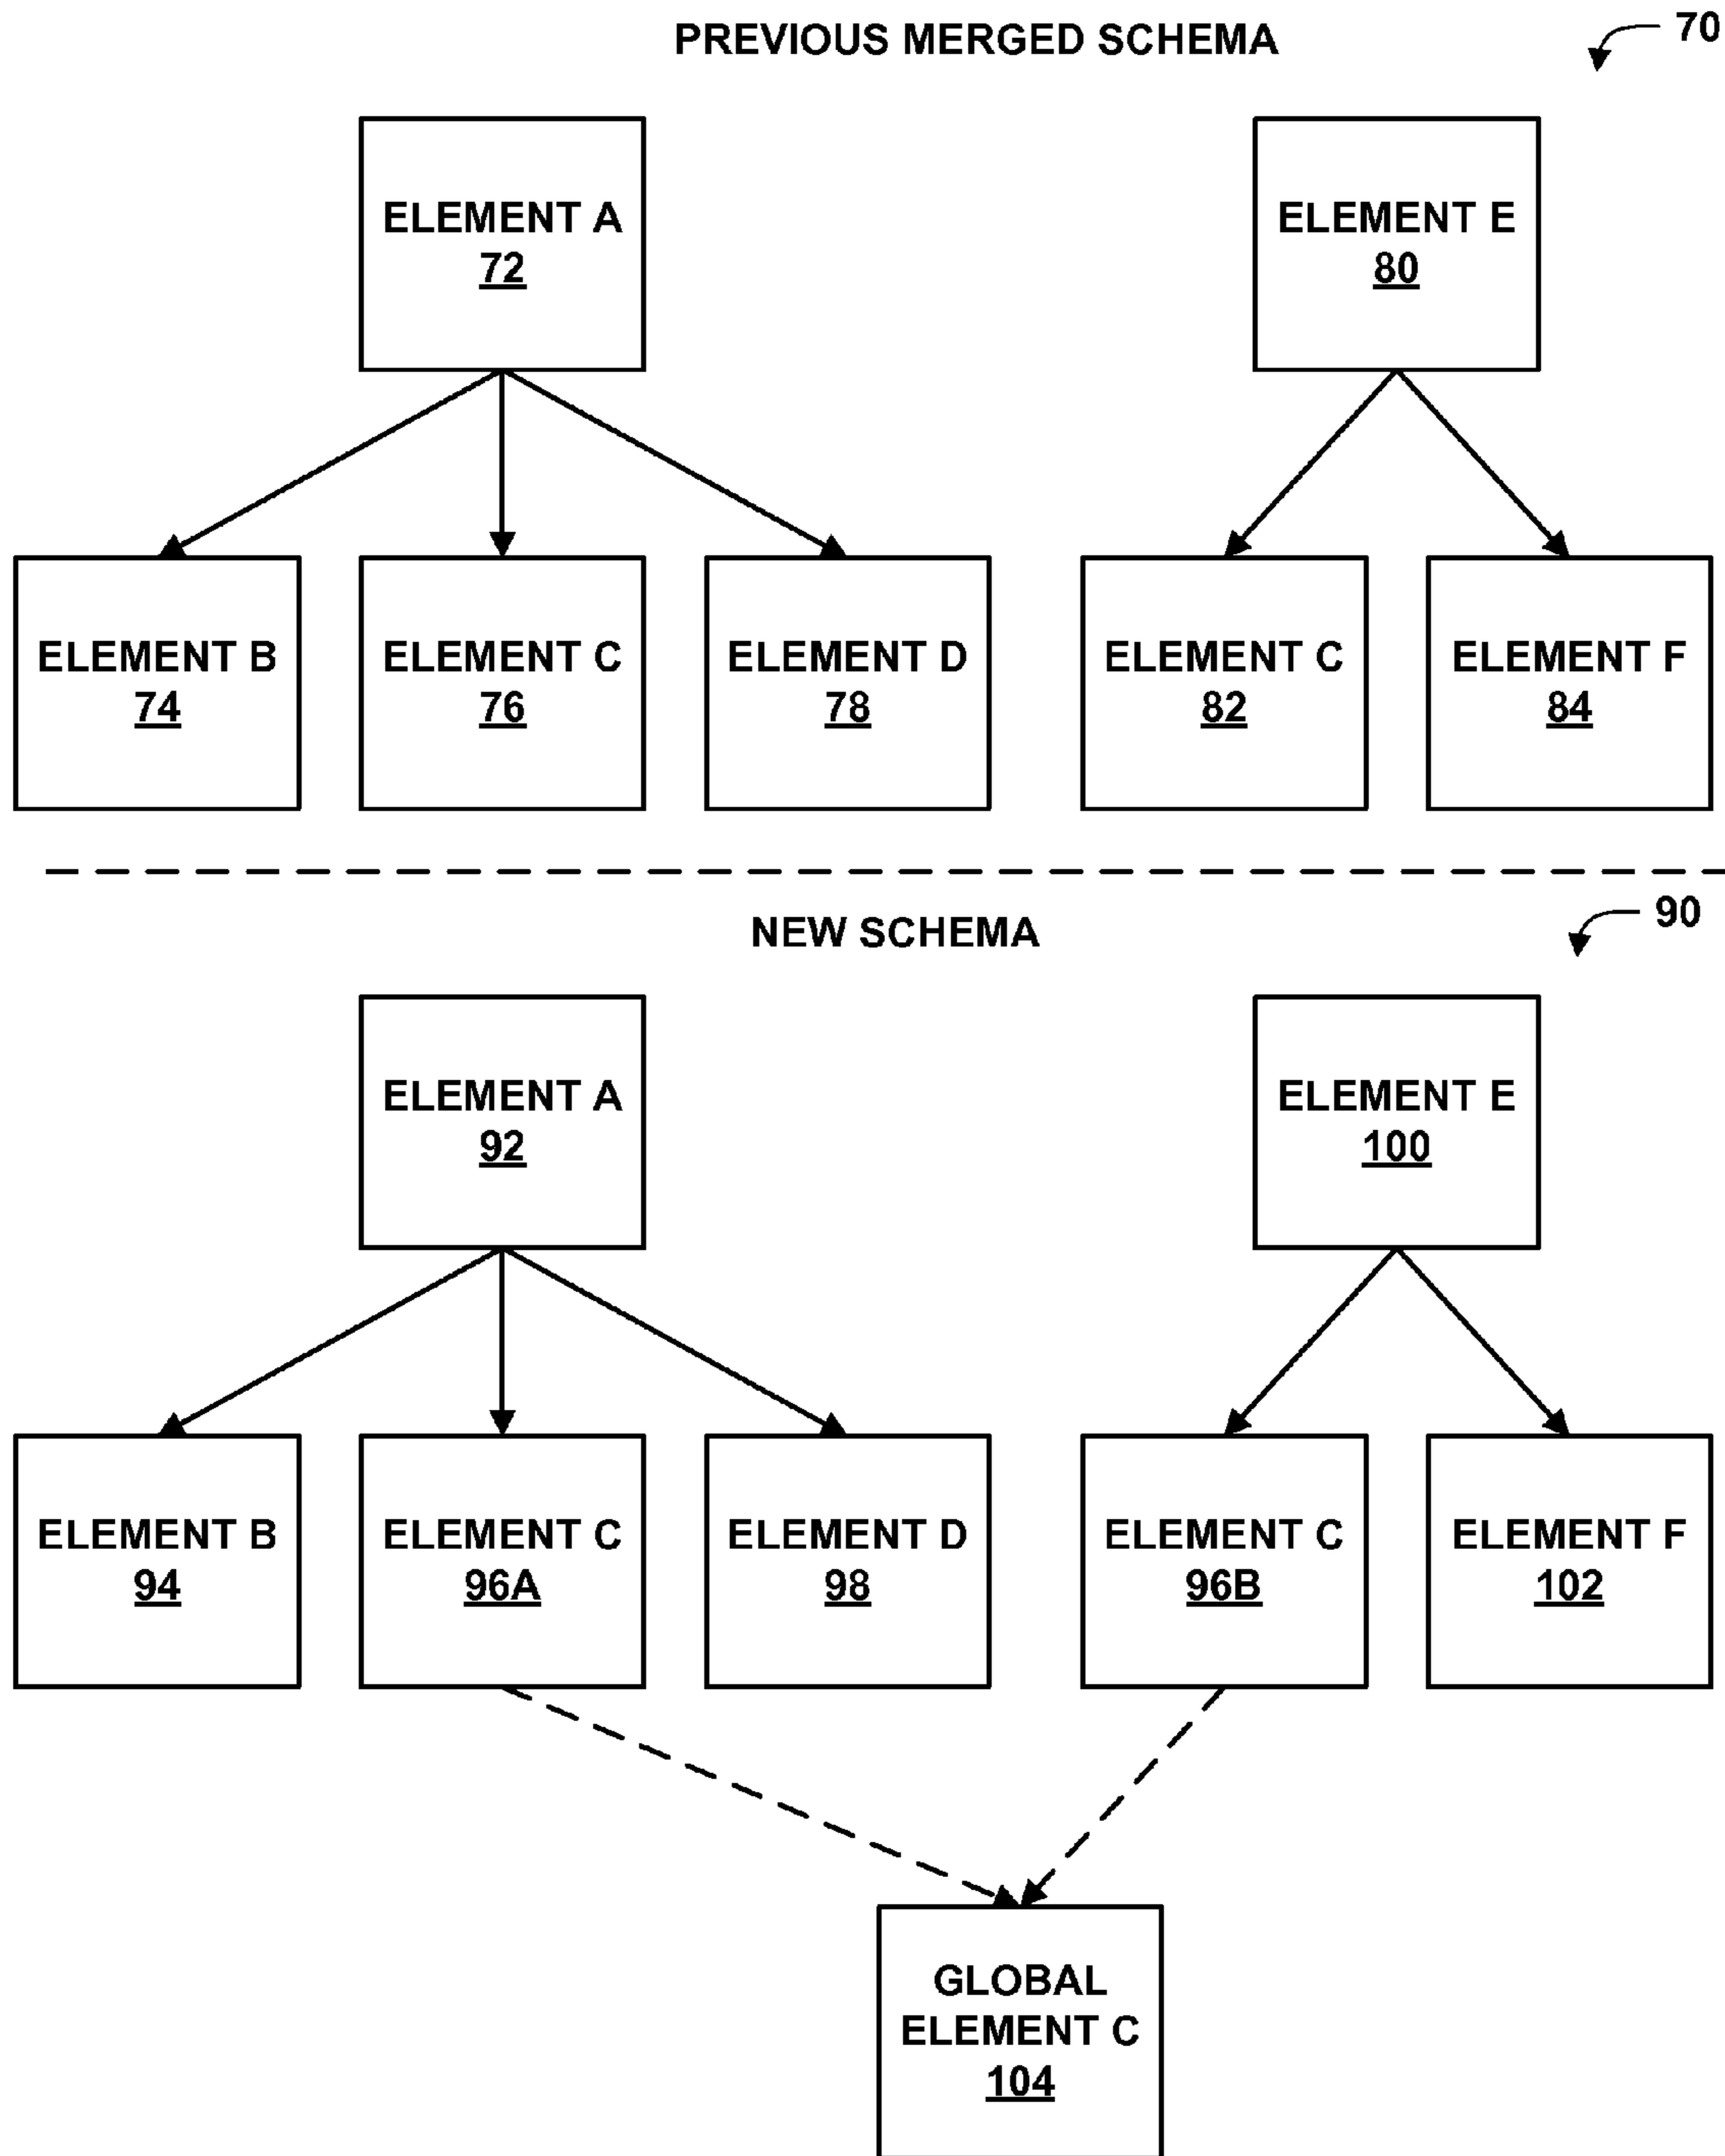 PREVIOUS MERGED SCHEMA
70
ELEMENT A
72
ELEMENT E
80
ELEMENT B
74
ELEMENT C
76
ELEMENT D
78
ELEMENT C
82
ELEMENT F
84
NEW SCHEMA
90
ELEMENT A
92
ELEMENT E
100
ELEMENT B
94
ELEMENT C
96A
ELEMENT D
98
ELEMENT C
96B
ELEMENT F
102
GLOBAL
ELEMENT C
104